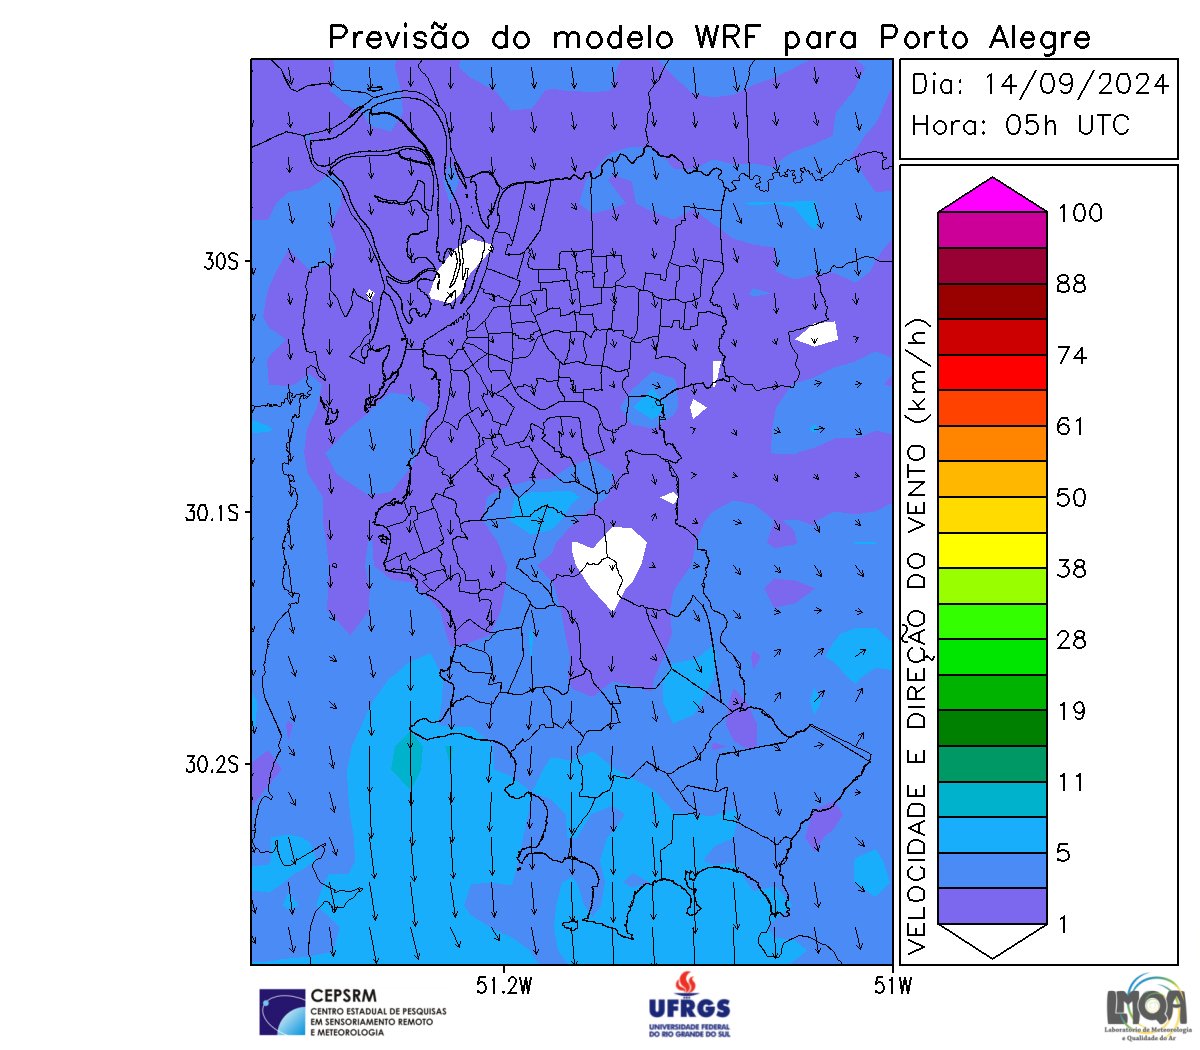 Previsão do modelo WRF para Porto Alegre
Dia: 14/09/2024
Hora: 05h UTC
VELOCIDADE E DIREÇÃO DO VENTO (km/h)
100
88
74
61
50
38
28
19
11
5
1
30S
30.1S
30.2S
51.2W
51W
CEPSRM
CENTRO ESTADUAL DE PESQUISAS
EM SENSORIAMENTO REMOTO
E METEOROLOGIA
UFRGS
UNIVERSIDADE FEDERAL
DO RIO GRANDE DO SUL
LMQA
Laboratório de Meteorologia
e Qualidade do Ar